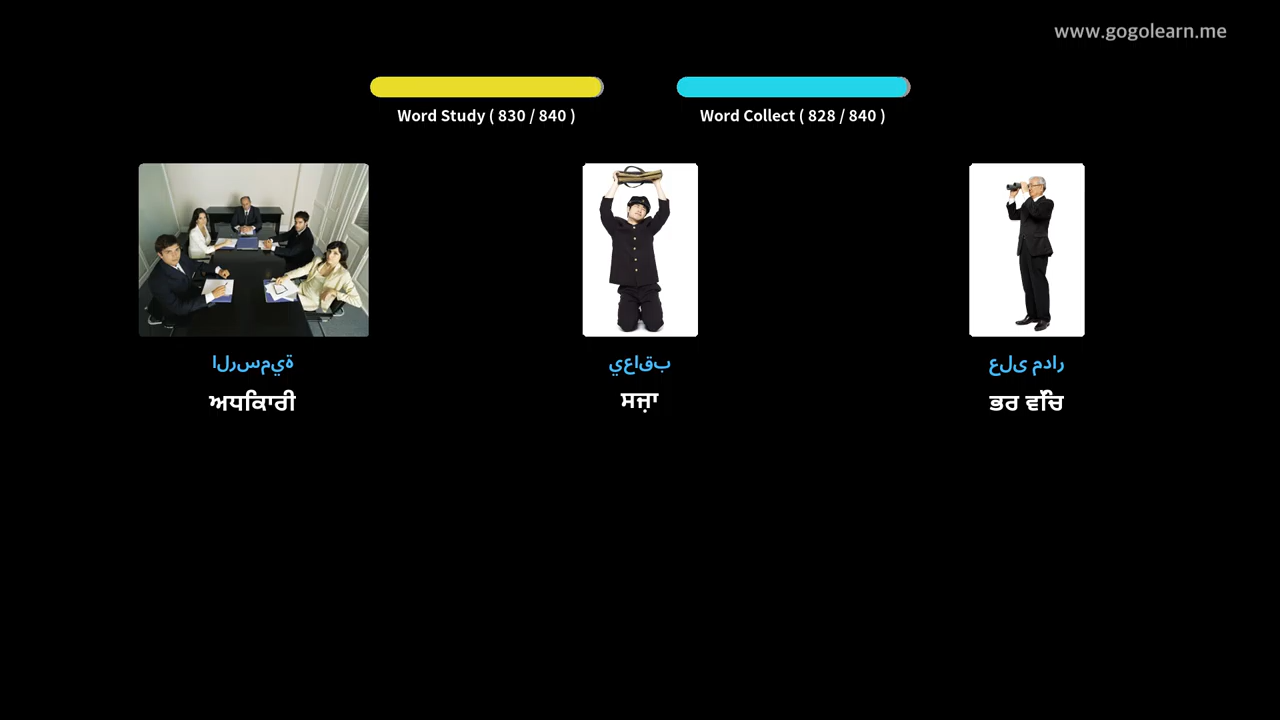 www.gogolearn.me
Word Study ( 830 / 840 )
Word Collect ( 828 / 840 )
الرسمية
يعاقب
على مدار
ਅਧਿਕਾਰੀ
ਸਜ਼ਾ
ਭਰ ਵਿੱਚ